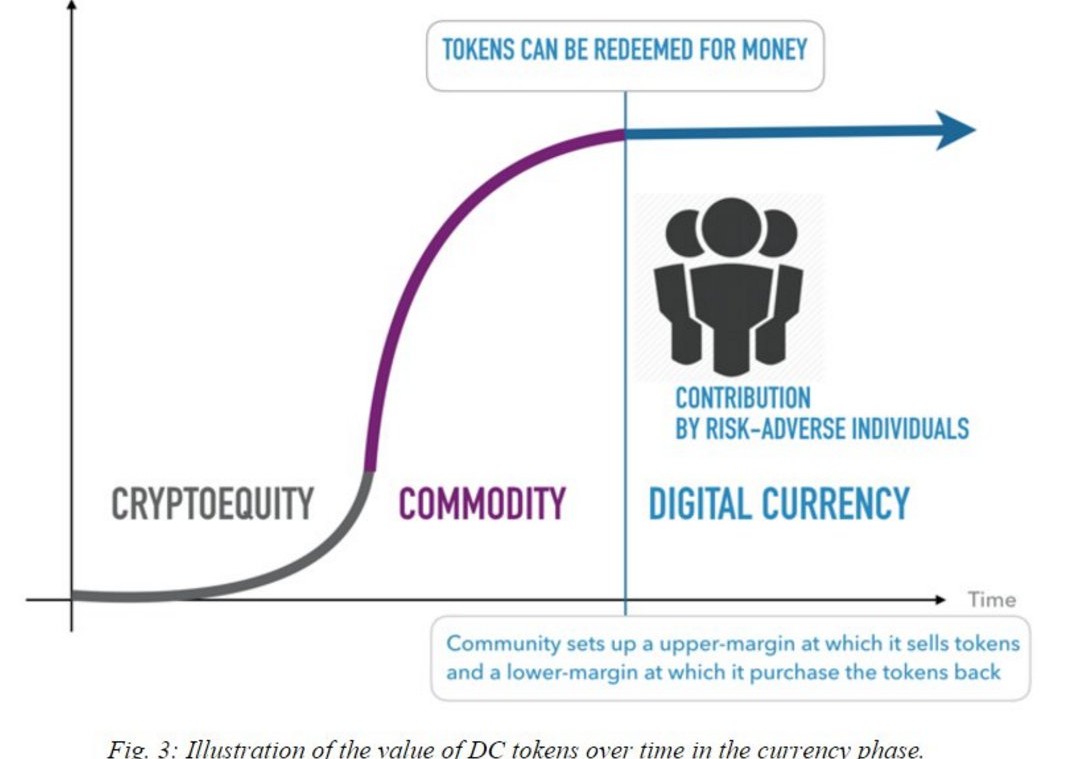 TOKENS CAN BE REDEEMED FOR MONEY
CONTRIBUTION
BY RISK-ADVERSE INDIVIDUALS
CRYPTOEQUITY
COMMODITY
DIGITAL CURRENCY
Time
Community sets up a upper-margin at which it sells tokens
and a lower-margin at which it purchase the tokens back
Fig. 3: Illustration of the value of DC tokens over time in the currency phase.